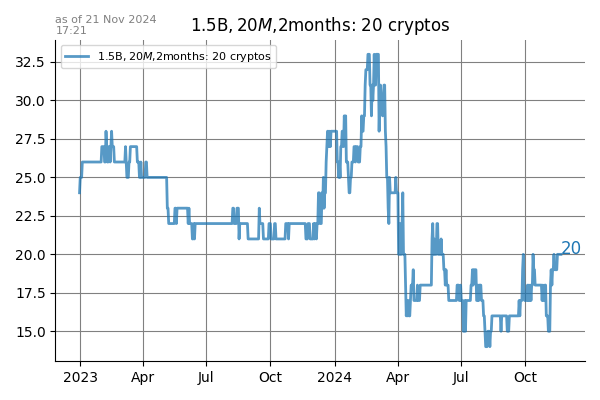 as of 21 Nov 2024
17:21
1.5B, 20M,2months: 20 cryptos
1.5B, 20M,2months: 20 cryptos
32.5
30.0
27.5
25.0
22.5
20.0
17.5
15.0
20
2023
Apr
Jul
Oct
2024
Apr
Jul
Oct